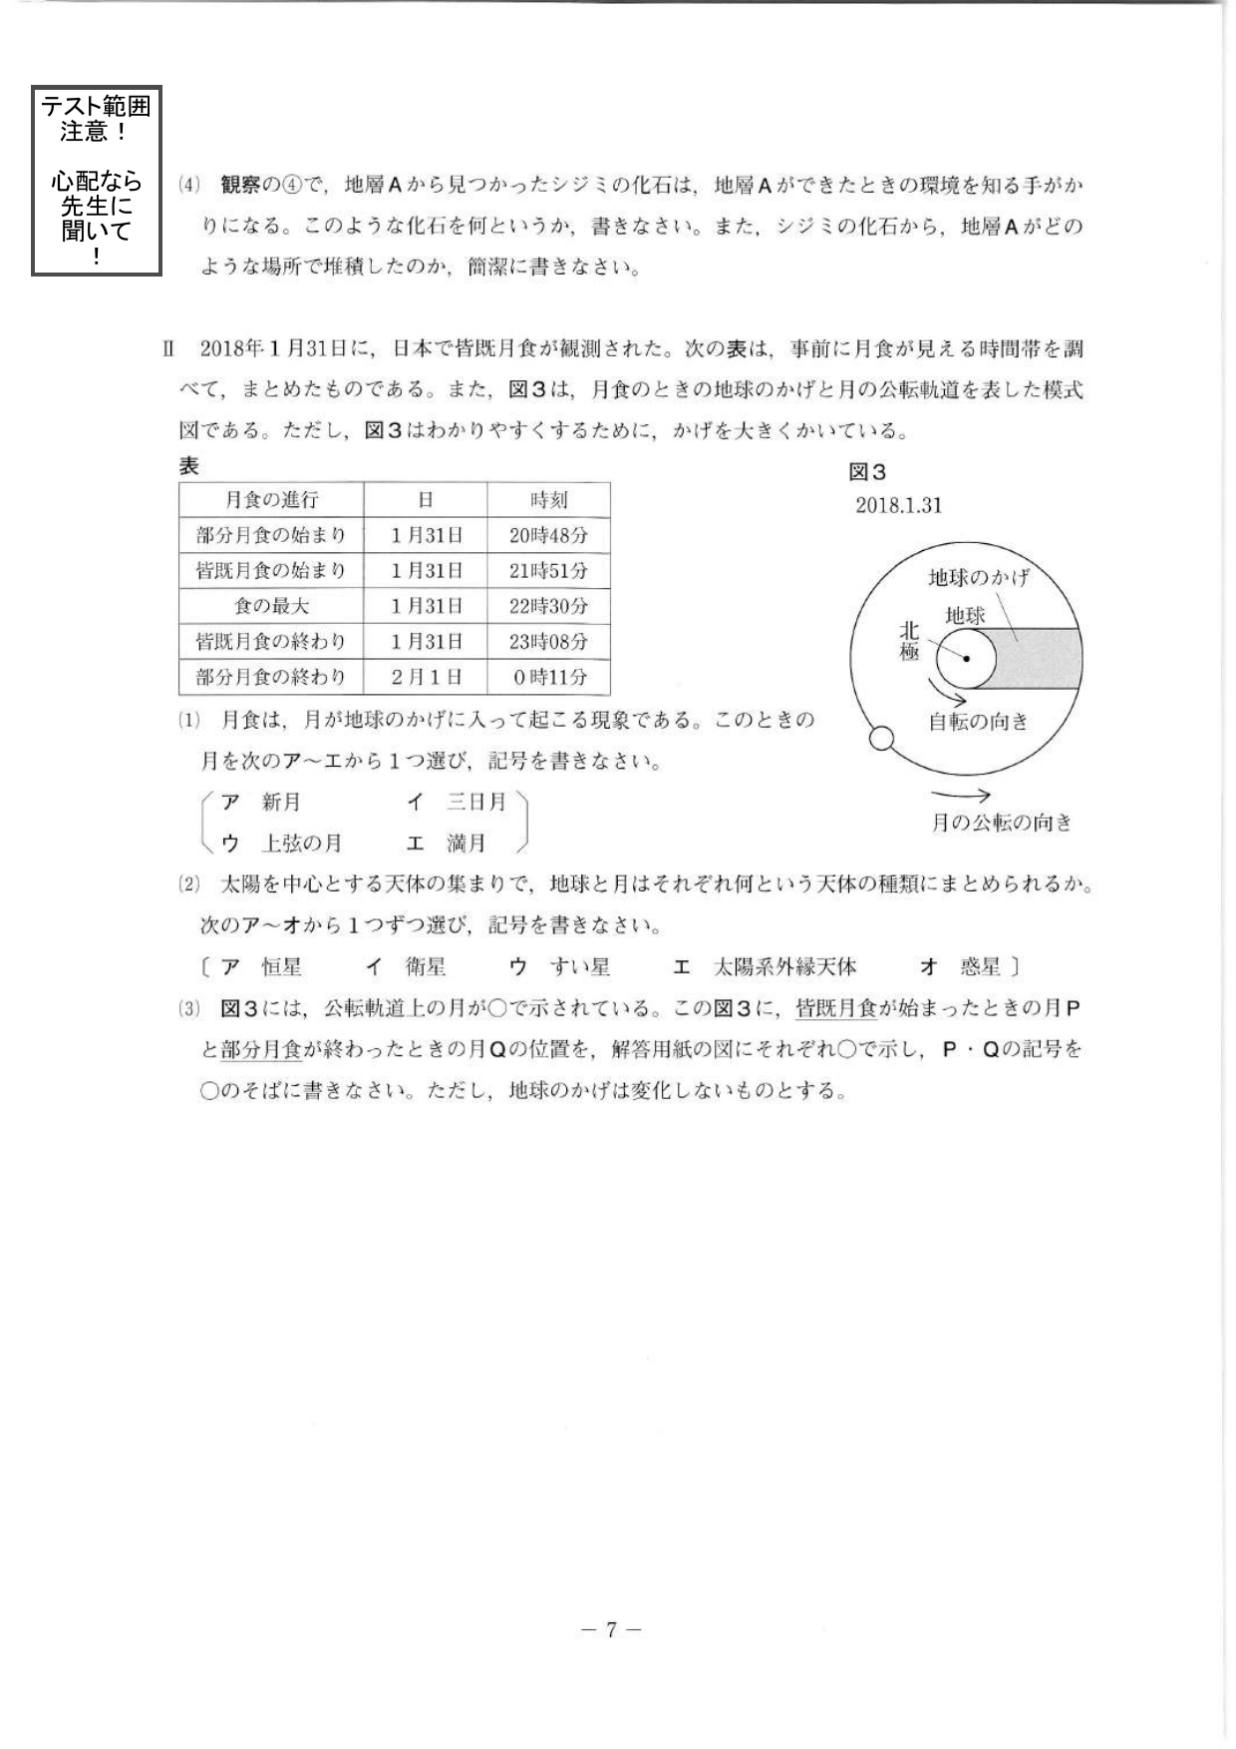 テスト範囲
注意！
心配なら
先生に
聞いて
！
(4) 観察の④で，地層Aから見つかったシジミの化石は，地層Aができたときの環境を知る手がか
りになる。このような化石を何というか，書きなさい。また，シジミの化石から，地層Aがどの
ような場所で堆積したのか，簡潔に書きなさい。
Ⅱ 2018年1月31日に，日本で皆既月食が観測された。次の表は，事前に月食が見える時間帯を調
べて，まとめたものである。また，図3は，月食のときの地球のかげと月の公転軌道を表した模式
図である。ただし，図3はわかりやすくするために，かげを大きくかいている。
表
月食の進行 日 時刻
部分月食の始まり 1月31日 20時48分
皆既月食の始まり 1月31日 21時51分
食の最大 1月31日 22時30分
皆既月食の終わり 1月31日 23時08分
部分月食の終わり 2月1日 0時11分
図3
2018.1.31
地球のかげ
地球
北極
自転の向き
月の公転の向き
(1) 月食は，月が地球のかげに入って起こる現象である。このときの
月を次のア～エから1つ選び，記号を書きなさい。
ア 新月 イ 三日月
ウ 上弦の月 エ 満月
(2) 太陽を中心とする天体の集まりで，地球と月はそれぞれ何という天体の種類にまとめられるか。
次のア～オから1つずつ選び，記号を書きなさい。
〔 ア 恒星 イ 衛星 ウ すい星 エ 太陽系外縁天体 オ 惑星 〕
(3) 図3には，公転軌道上の月が○で示されている。この図3に，皆既月食が始まったときの月P
と部分月食が終わったときの月Qの位置を，解答用紙の図にそれぞれ○で示し，P・Qの記号を
○のそばに書きなさい。ただし，地球のかげは変化しないものとする。
－ 7 －